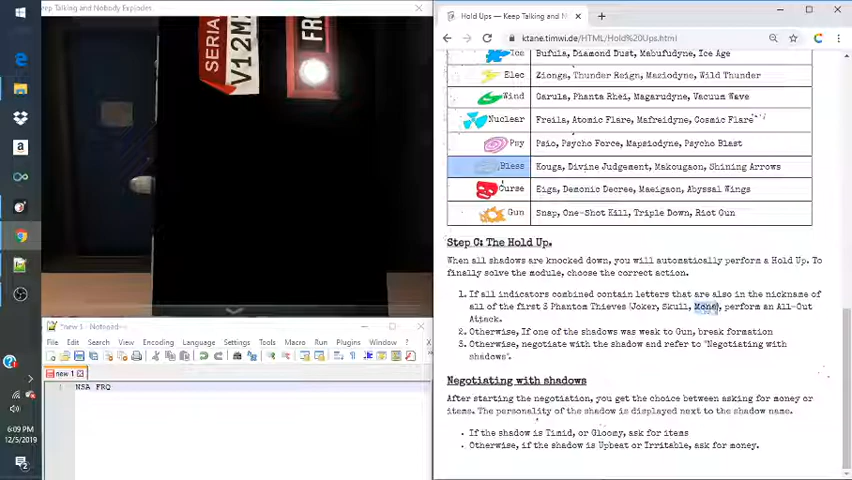 Keep Talking and Nobody Explodes
SERIAL
FRQ
Hold Ups — Keep Talking and N
ktane.timwi.de/HTML/Hold%20Ups.html
Ice Bufula, Diamond Dust, Mabufudyne, Ice Age
Elec Zionga, Thunder Reign, Maziodyne, Wild Thunder
Wind Garula, Phanta Rhei, Magarudyne, Vacuum Wave
Nuclear Freila, Atomic Flare, Mafreidyne, Cosmic Flare
Psy Psio, Psycho Force, Mapsiodyne, Psycho Blast
Bless Kouga, Divine Judgement, Makougaon, Shining Arrows
Curse Eiga, Demonic Decree, Maeigaon, Abyssal Wings
Gun Snap, One-Shot Kill, Triple Down, Riot Gun
Step C: The Hold Up.
When all shadows are knocked down, you will automatically perform a Hold Up. To
finally solve the module, choose the correct action.
1. If all indicators combined contain letters that are also in the nickname of
all of the first 3 Phantom Thieves (Joker, Skull, Mona), perform an All-Out
Attack.
2. Otherwise, If one of the shadows was weak to Gun, break formation
3. Otherwise, negotiate with the shadow and refer to "Negotiating with
shadows".
Negotiating with shadows
After starting the negotiation, you get the choice between asking for money or
items. The personality of the shadow is displayed next to the shadow name.
• If the shadow is Timid, or Gloomy, ask for items
• Otherwise, if the shadow is Upbeat or Irritable, ask for money.
*new 1 - Notepad++
File Edit Search View Encoding Language Settings Tools Macro Run Plugins Window ?
new 1
1 NSA FRQ
6:09 PM
12/5/2019